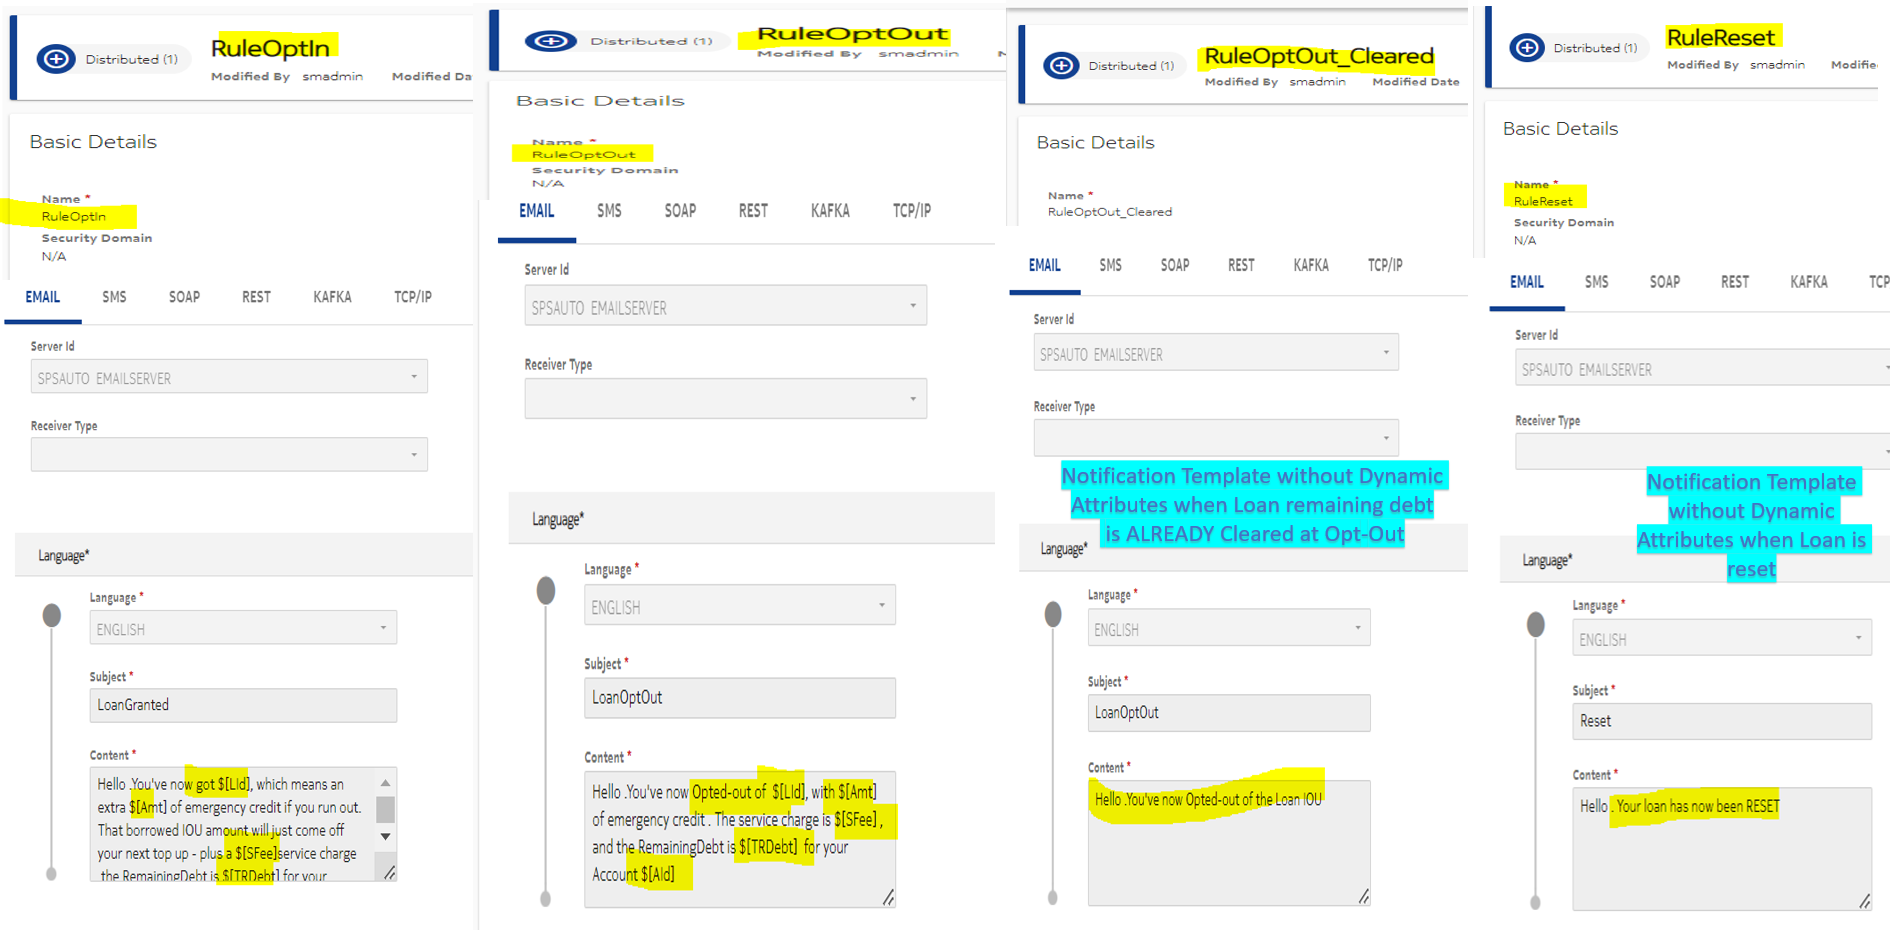 RuleOptIn
Distributed (1)
Modified By smadmin Modified Da
Basic Details
Name *
RuleOptIn
Security Domain
N/A
EMAIL SMS SOAP REST KAFKA TCP/IP
Server Id
SPSAUTO EMAILSERVER
Receiver Type
Language*
Language *
ENGLISH
Subject *
LoanGranted
Content *
Hello .You've now got $[LId], which means an
extra $[Amt] of emergency credit if you run out.
That borrowed IOU amount will just come off
your next top up - plus a $[SFee]service charge
the RemainingDebt is $[TRDebt] for your
RuleOptOut
Distributed (1)
Modified By smadmin M
Basic Details
Name *
RuleOptOut
Security Domain
N/A
EMAIL SMS SOAP REST KAFKA TCP/IP
Server Id
SPSAUTO EMAILSERVER
Receiver Type
Language*
Language *
ENGLISH
Subject *
LoanOptOut
Content *
Hello .You've now Opted-out of $[LId], with $[Amt]
of emergency credit . The service charge is $[SFee] ,
and the RemainingDebt is $[TRDebt] for your
Account $[AId]
RuleOptOut_Cleared
Distributed (1)
Modified By smadmin Modified Date
Basic Details
Name *
RuleOptOut_Cleared
EMAIL SMS SOAP REST KAFKA TCP/IP
Server Id
SPSAUTO EMAILSERVER
Receiver Type
Notification Template without Dynamic
Attributes when Loan remaining debt
is ALREADY Cleared at Opt-Out
Language*
Language *
ENGLISH
Subject *
LoanOptOut
Content *
Hello .You've now Opted-out of the Loan IOU
RuleReset
Distributed (1)
Modified By smadmin Modifie
Basic Details
Name *
RuleReset
Security Domain
N/A
EMAIL SMS SOAP REST KAFKA TCP
Server Id
SPSAUTO EMAILSERVER
Receiver Type
Notification Template
without Dynamic
Attributes when Loan is
reset
Language*
Language *
ENGLISH
Subject *
Reset
Content *
Hello . Your loan has now been RESET